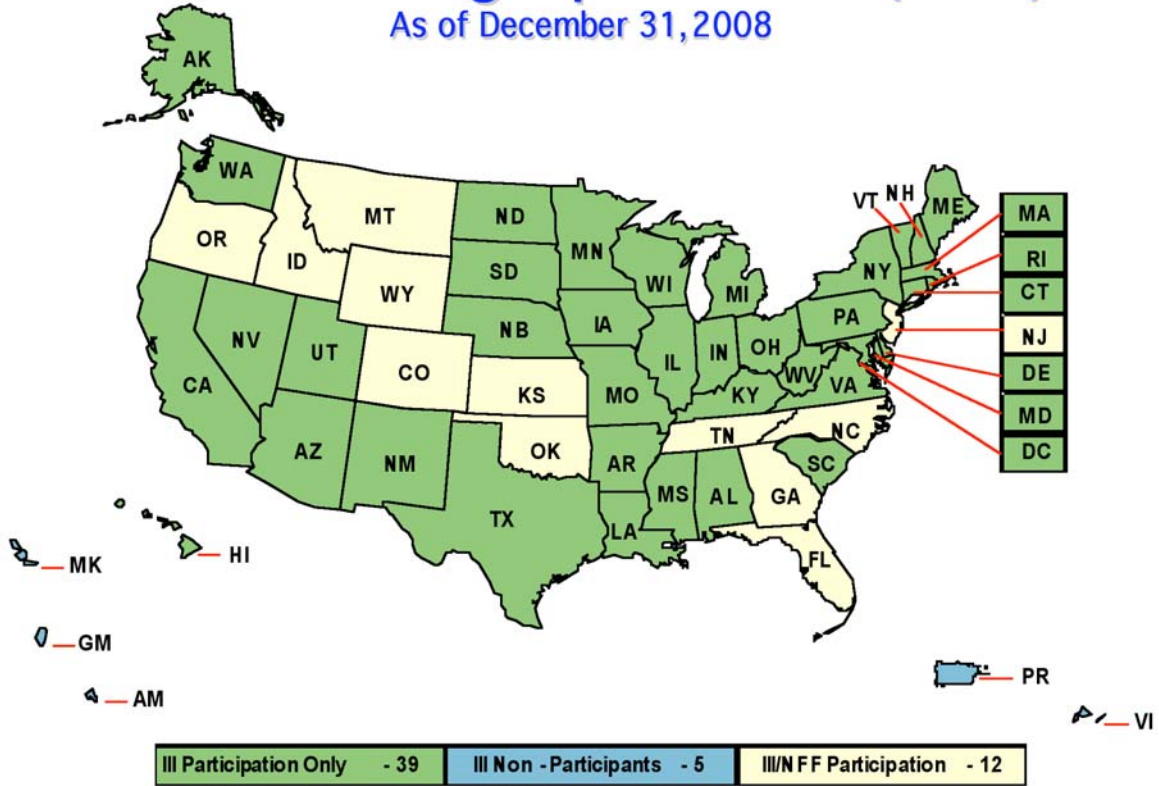 As of December 31, 2008
AK
WA
MT
ND
MN
VT
NH
ME
MA
OR
ID
SD
WI
NY
RI
WY
MI
CT
NB
IA
PA
NJ
NV
UT
CO
IL
IN
OH
DE
CA
KS
MO
WV
VA
KY
MD
DC
AZ
NM
OK
AR
TN
NC
SC
TX
MS
AL
GA
LA
FL
HI
MK
GM
AM
PR
VI
III Participation Only - 39
III Non - Participants - 5
III/NFF Participation - 12